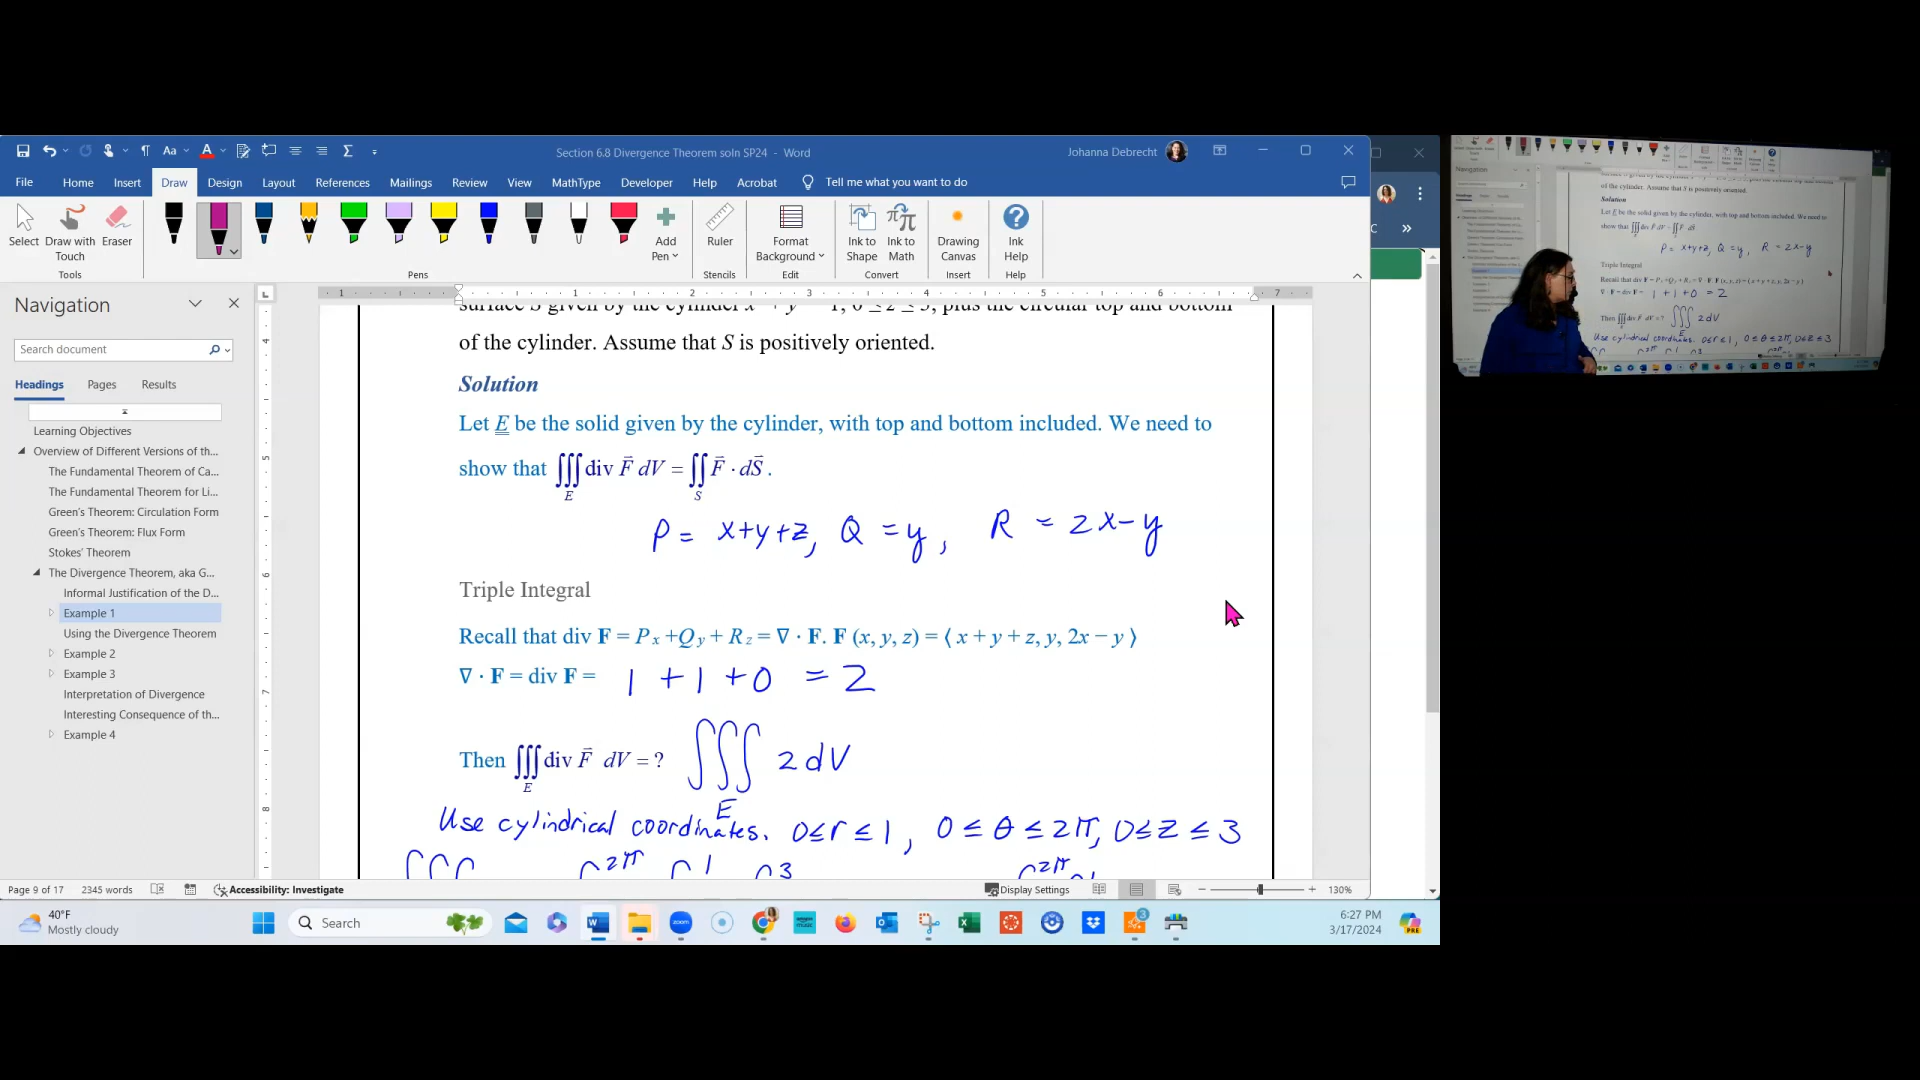 Section 6.8 Divergence Theorem soln SP24 - Word
Johanna Debrecht
File Home Insert Draw Design Layout References Mailings Review View MathType Developer Help Acrobat Tell me what you want to do
Select Draw with Touch Eraser Add Pen Ruler Format Background Ink to Shape Ink to Math Drawing Canvas Ink Help
Tools Pens Stencils Edit Convert Insert Help
Navigation
Search document
Headings Pages Results
Learning Objectives
Overview of Different Versions of th...
The Fundamental Theorem of Ca...
The Fundamental Theorem for Li...
Green's Theorem: Circulation Form
Green's Theorem: Flux Form
Stokes' Theorem
The Divergence Theorem, aka G...
Informal Justification of the D...
Example 1
Using the Divergence Theorem
Example 2
Example 3
Interpretation of Divergence
Interesting Consequence of th...
Example 4
of the cylinder. Assume that S is positively oriented.
Solution
Let E be the solid given by the cylinder, with top and bottom included. We need to
show that ∭E div F⃗ dV = ∬S F⃗ · dS⃗.
P = x+y+z, Q = y, R = 2x-y
Triple Integral
Recall that div F = Px +Qy + Rz = ∇ · F. F (x, y, z) = ⟨ x + y + z, y, 2x − y ⟩
∇ · F = div F = 1 + 1 + 0 = 2
Then ∭E div F⃗ dV = ? ∭E 2 dV
Use cylindrical coordinates. 0≤r≤1, 0≤θ≤2π, 0≤z≤3
Page 9 of 17 2345 words Accessibility: Investigate Display Settings 130%
40°F
Mostly cloudy
Search
6:27 PM
3/17/2024